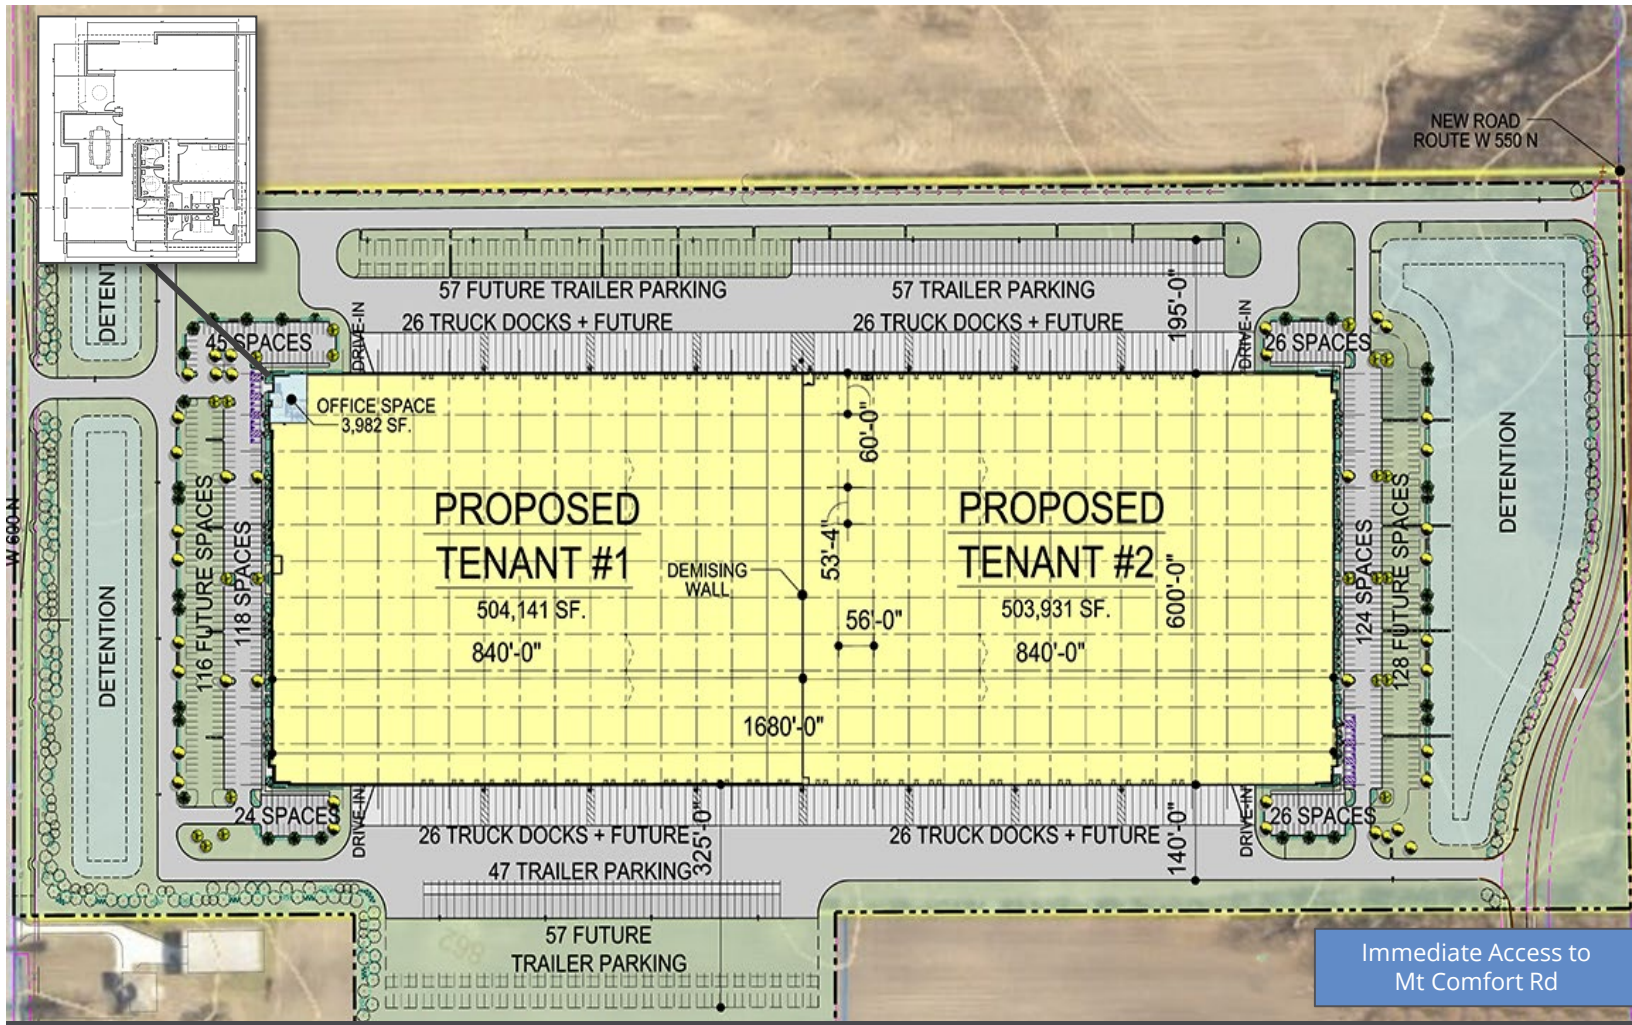 NEW ROAD
ROUTE W 550 N
57 FUTURE TRAILER PARKING
57 TRAILER PARKING
195'-0"
DETENT
45 SPACES
DRIVE-IN
26 TRUCK DOCKS + FUTURE
26 TRUCK DOCKS + FUTURE
DRIVE-IN
26 SPACES
OFFICE SPACE
3,982 SF.
60'-0"
W 600 N
DETENTION
116 FUTURE SPACES
118 SPACES
PROPOSED
TENANT #1
504,141 SF.
840'-0"
DEMISING
WALL
53'-4"
56'-0"
PROPOSED
TENANT #2
503,931 SF.
840'-0"
600'-0"
1680'-0"
124 SPACES
128 FUTURE SPACES
DETENTION
24 SPACES
DRIVE-IN
26 TRUCK DOCKS + FUTURE
325'-0"
26 TRUCK DOCKS + FUTURE
140'-0"
DRIVE-IN
26 SPACES
47 TRAILER PARKING
57 FUTURE
TRAILER PARKING
862
Immediate Access to
Mt Comfort Rd